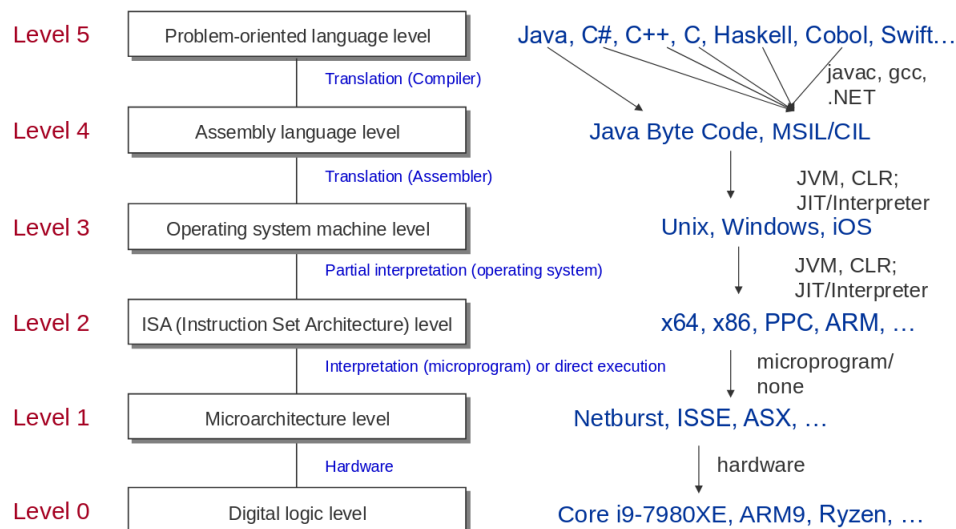 Level 5
Problem-oriented language level
Java, C#, C++, C, Haskell, Cobol, Swift…
Translation (Compiler)
javac, gcc,
.NET
Level 4
Assembly language level
Java Byte Code, MSIL/CIL
Translation (Assembler)
JVM, CLR;
JIT/Interpreter
Level 3
Operating system machine level
Unix, Windows, iOS
Partial interpretation (operating system)
JVM, CLR;
JIT/Interpreter
Level 2
ISA (Instruction Set Architecture) level
x64, x86, PPC, ARM, …
Interpretation (microprogram) or direct execution
microprogram/
none
Level 1
Microarchitecture level
Netburst, ISSE, ASX, …
Hardware
hardware
Level 0
Digital logic level
Core i9-7980XE, ARM9, Ryzen, …